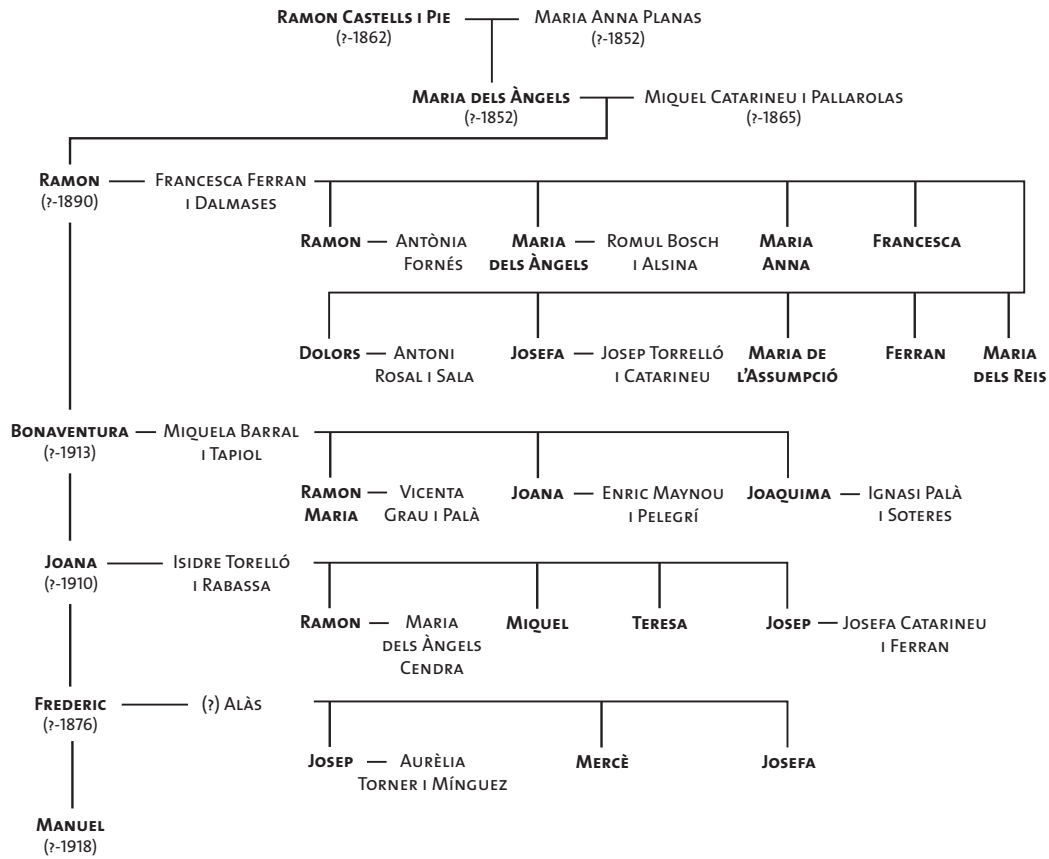 Ramon Castells i Pie Maria Anna Planas
(?-1862) (?-1852)
Maria dels Àngels Miquel Catarineu i Pallarolas
(?-1852) (?-1865)
Ramon Francesca Ferran
(?-1890) i Dalmases
Ramon Antònia Maria Romul Bosch Maria Francesca
Fornés dels Àngels i Alsina Anna
Dolors Antoni Josefa Josep Torrelló Maria de Ferran Maria
Rosal i Sala i Catarineu l'Assumpció dels Reis
Bonaventura Miquela Barral
(?-1913) i Tapiol
Ramon Vicenta Joana Enric Maynou Joaquima Ignasi Palà
Maria Grau i Palà i Pelegrí i Soteres
Joana Isidre Torelló
(?-1910) i Rabassa
Ramon Maria Miquel Teresa Josep Josefa Catarineu
dels Àngels i Ferran
Cendra
Frederic (?) Alàs
(?-1876)
Josep Aurèlia Mercè Josefa
Torner i Mínguez
Manuel
(?-1918)